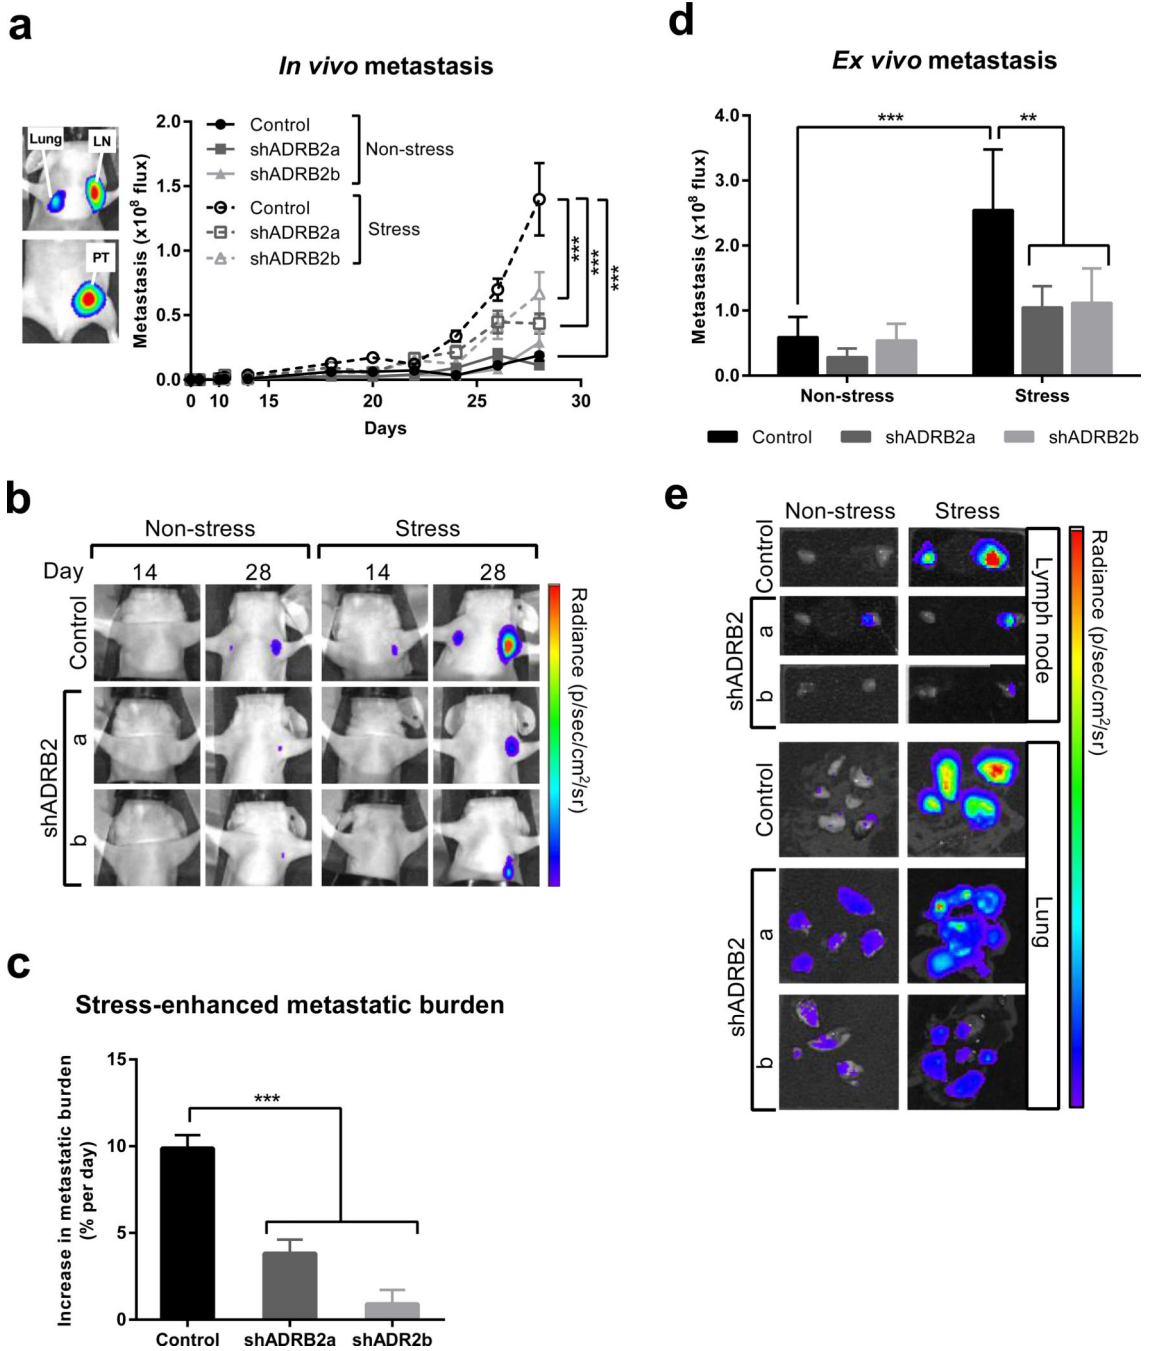 a
In vivo metastasis
Lung
LN
PT
Metastasis (x10⁸ flux)
2.0
1.5
1.0
0.5
0.0
Control
shADRB2a
shADRB2b
Non-stress
Control
shADRB2a
shADRB2b
Stress
***
***
***
0 10 15 20 25 30
Days
b
Non-stress Stress
Day 14 28 14 28
Control
shADRB2
a
b
Radiance (p/sec/cm²/sr)
c
Stress-enhanced metastatic burden
Increase in metastatic burden
(% per day)
15
10
5
0
***
Control shADRB2a shADR2b
d
Ex vivo metastasis
Metastasis (x10⁸ flux)
4.0
3.0
2.0
1.0
0.0
*** **
Non-stress Stress
Control shADRB2a shADRB2b
e
Non-stress Stress
Control
shADRB2
a
b
Lymph node
Control
shADRB2
a
b
Lung
Radiance (p/sec/cm²/sr)